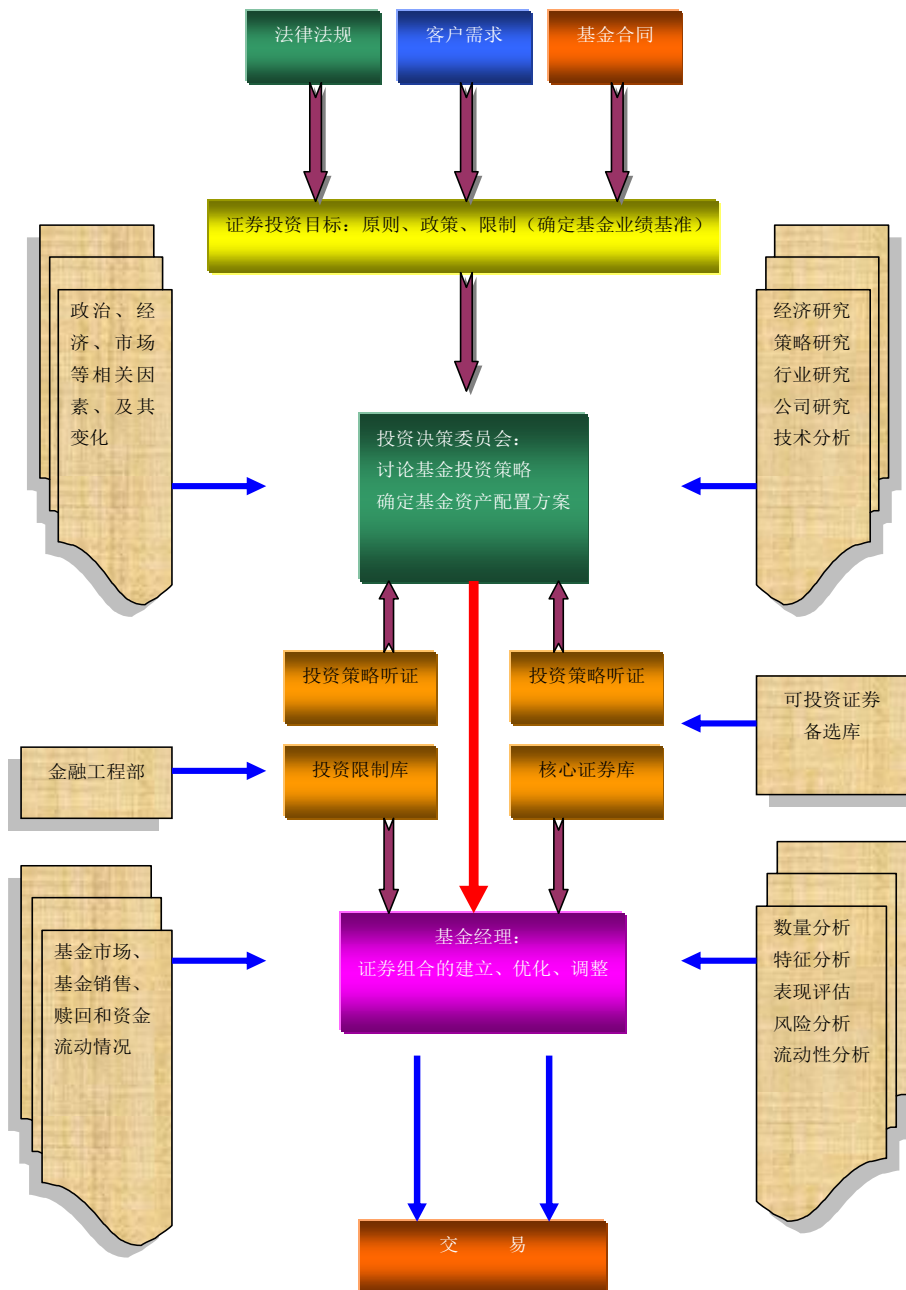 法律法规
客户需求
基金合同
证券投资目标：原则、政策、限制（确定基金业绩基准）
政治、经
济、市场
等相关因
素、及其
变化
经济研究
策略研究
行业研究
公司研究
技术分析
投资决策委员会：
讨论基金投资策略
确定基金资产配置方案
投资策略听证
投资策略听证
可投资证券
备选库
金融工程部
投资限制库
核心证券库
基金经理：
证券组合的建立、优化、调整
基金市场、
基金销售、
赎回和资金
流动情况
数量分析
特征分析
表现评估
风险分析
流动性分析
交 易